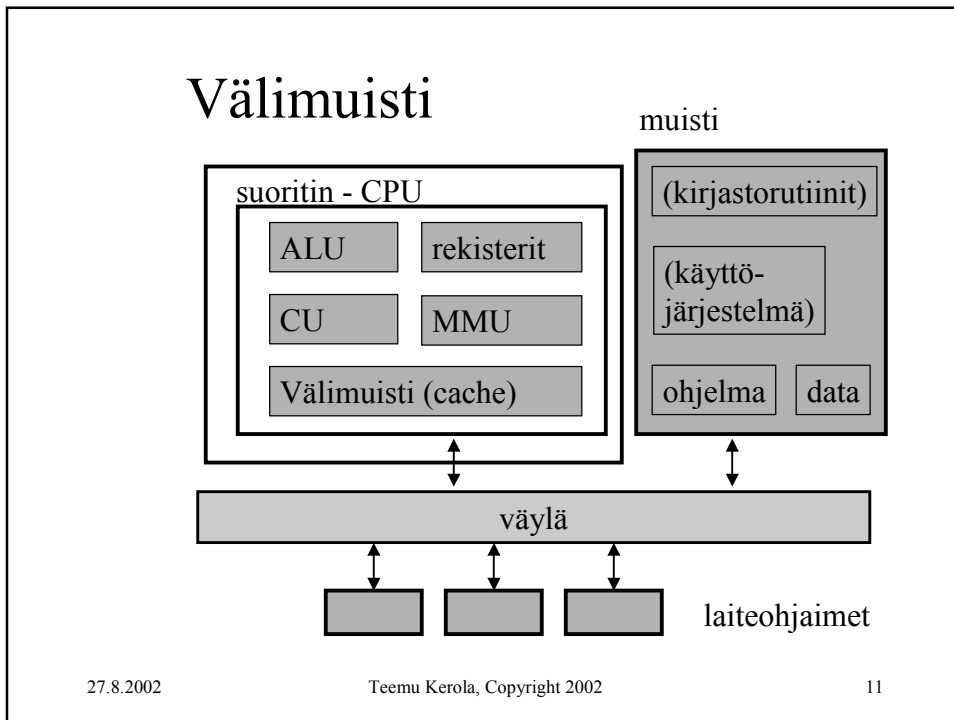 Välimuisti
muisti
suoritin - CPU
ALU
rekisterit
CU
MMU
Välimuisti (cache)
(kirjastorutiinit)
(käyttö-
järjestelmä)
ohjelma
data
väylä
laiteohjaimet
27.8.2002
Teemu Kerola, Copyright 2002
11